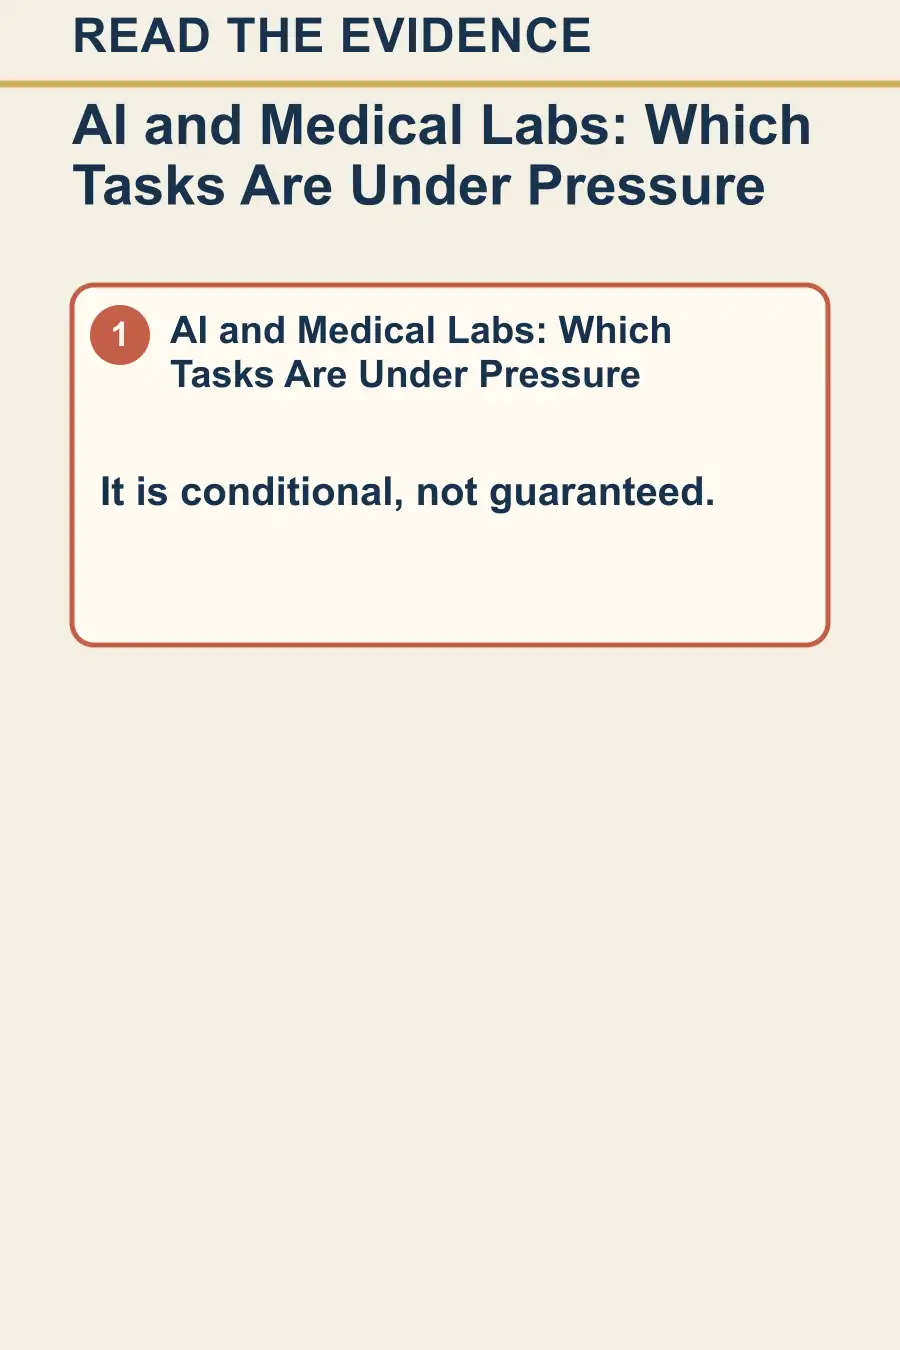 READ THE EVIDENCE
AI and Medical Labs: Which
Tasks Are Under Pressure
1
AI and Medical Labs: Which
Tasks Are Under Pressure
It is conditional, not guaranteed.